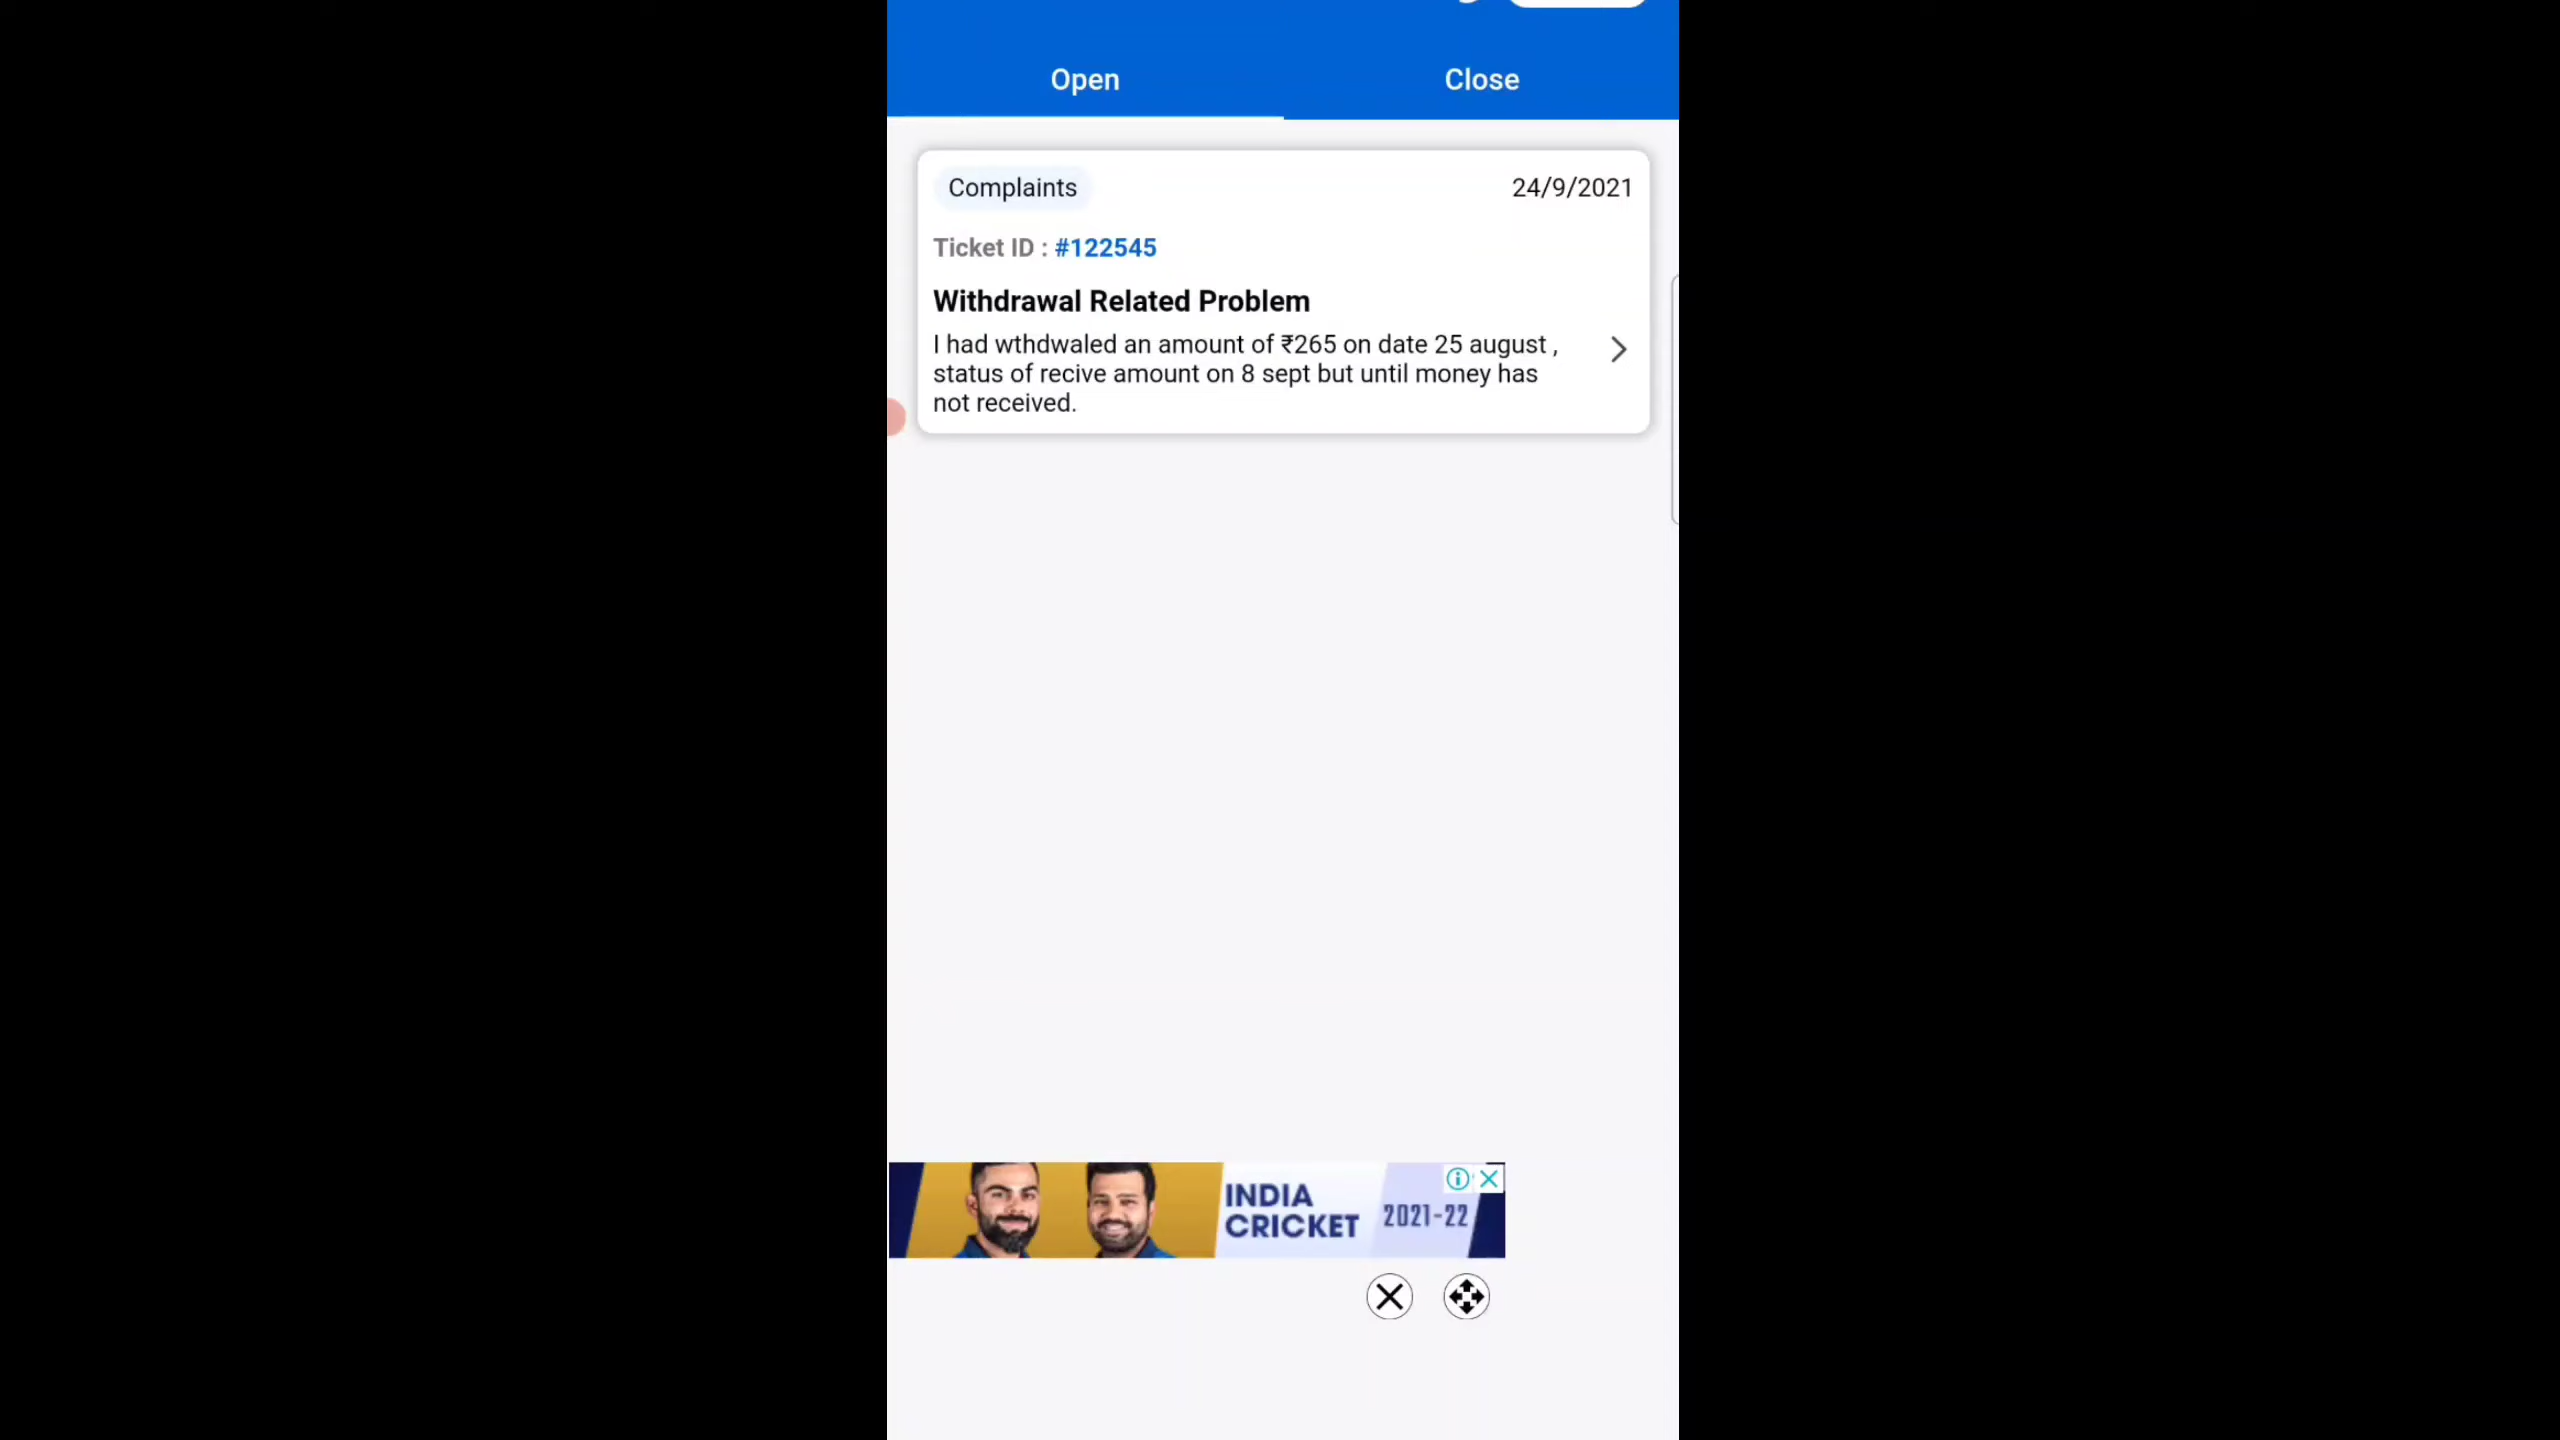 Open
Close
Complaints
24/9/2021
Ticket ID : #122545
Withdrawal Related Problem
I had wthdwaled an amount of ₹265 on date 25 august ,
status of recive amount on 8 sept but until money has
not received.
INDIA
CRICKET
2021-22